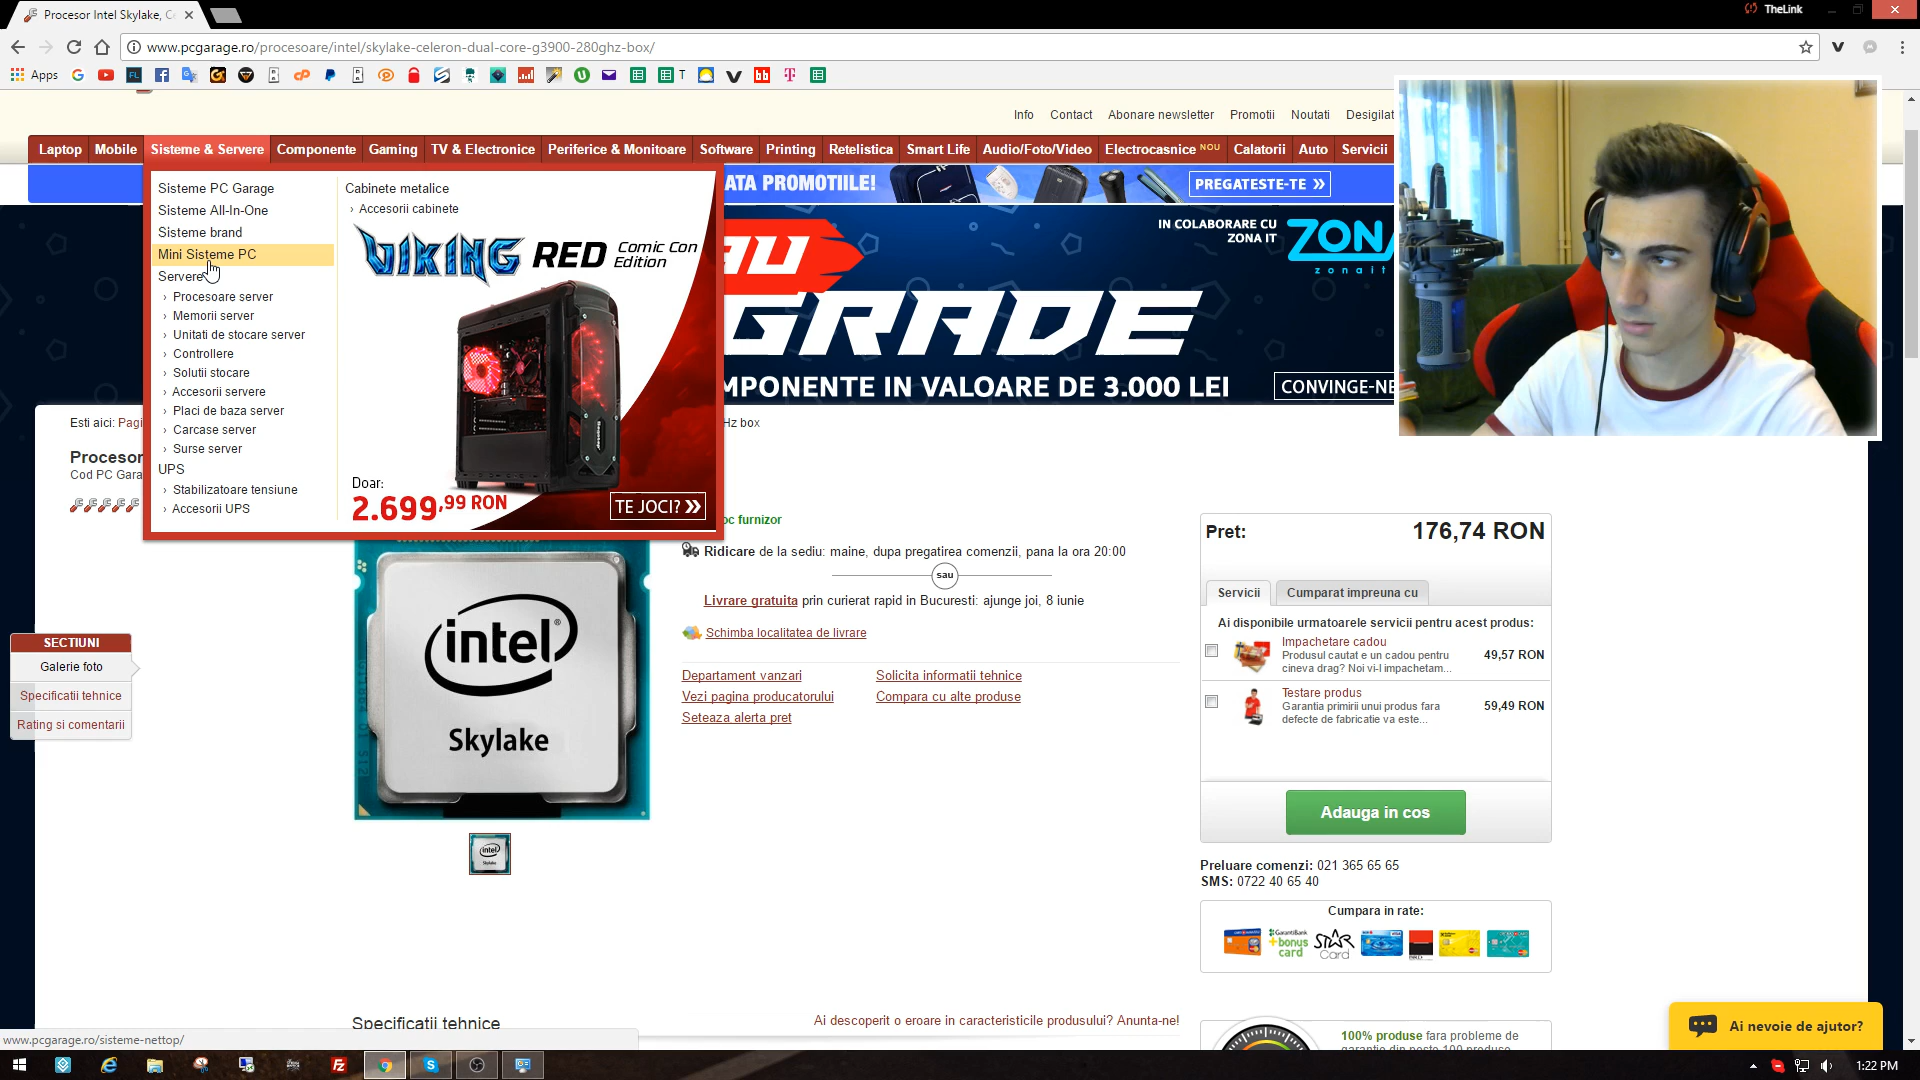 Procesor Intel Skylake, Ce
TheLink
www.pcgarage.ro/procesoare/intel/skylake-celeron-dual-core-g3900-280ghz-box/
Apps
T
Info Contact Abonare newsletter Promotii Noutati Desigilat
Laptop Mobile Sisteme & Servere Componente Gaming TV & Electronice Periferice & Monitoare Software Printing Retelistica Smart Life Audio/Foto/Video Electrocasnice NOU Calatorii Auto Servicii
ATA PROMOTIILE!
PREGATESTE-TE »
Sisteme PC Garage
Sisteme All-In-One
Sisteme brand
Mini Sisteme PC
Servere
› Procesoare server
› Memorii server
› Unitati de stocare server
› Controllere
› Solutii stocare
› Accesorii servere
› Placi de baza server
› Carcase server
› Surse server
UPS
› Stabilizatoare tensiune
› Accesorii UPS
Cabinete metalice
› Accesorii cabinete
VIKING RED Comic Con Edition
Doar:
2.699,99 RON
TE JOCI? »
AU
GRADE
IN COLABORARE CU
ZONA IT
ZON
zonait
MPONENTE IN VALOARE DE 3.000 LEI
CONVINGE-NE
Esti aici: Pagi
Hz box
Procesor
Cod PC Gara
oc furnizor
Ridicare de la sediu: maine, dupa pregatirea comenzii, pana la ora 20:00
sau
Livrare gratuita prin curierat rapid in Bucuresti: ajunge joi, 8 iunie
Schimba localitatea de livrare
Departament vanzari
Solicita informatii tehnice
Vezi pagina producatorului
Compara cu alte produse
Seteaza alerta pret
intel®
Skylake
SECTIUNI
Galerie foto
Specificatii tehnice
Rating si comentarii
Pret: 176,74 RON
Servicii Cumparat impreuna cu
Ai disponibile urmatoarele servicii pentru acest produs:
Impachetare cadou
Produsul cautat e un cadou pentru
cineva drag? Noi vi-l impachetam...
49,57 RON
Testare produs
Garantia primirii unui produs fara
defecte de fabricatie va este...
59,49 RON
Adauga in cos
Preluare comenzi: 021 365 65 65
SMS: 0722 40 65 40
Cumpara in rate:
GarantiBank
+bonus
card
STAR
Card
Specificatii tehnice
Ai descoperit o eroare in caracteristicile produsului? Anunta-ne!
100% produse fara probleme de
garantie din peste 100 produse
Ai nevoie de ajutor?
www.pcgarage.ro/sisteme-nettop/
1:22 PM